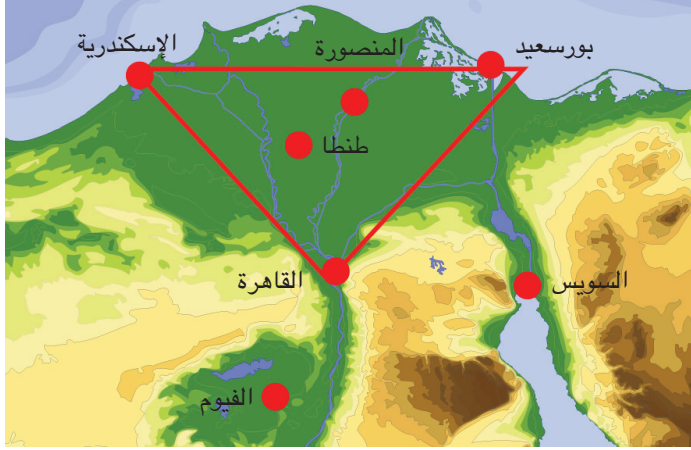 الإسكندرية
المنصورة
بورسعيد
طنطا
القاهرة
السويس
الفيوم